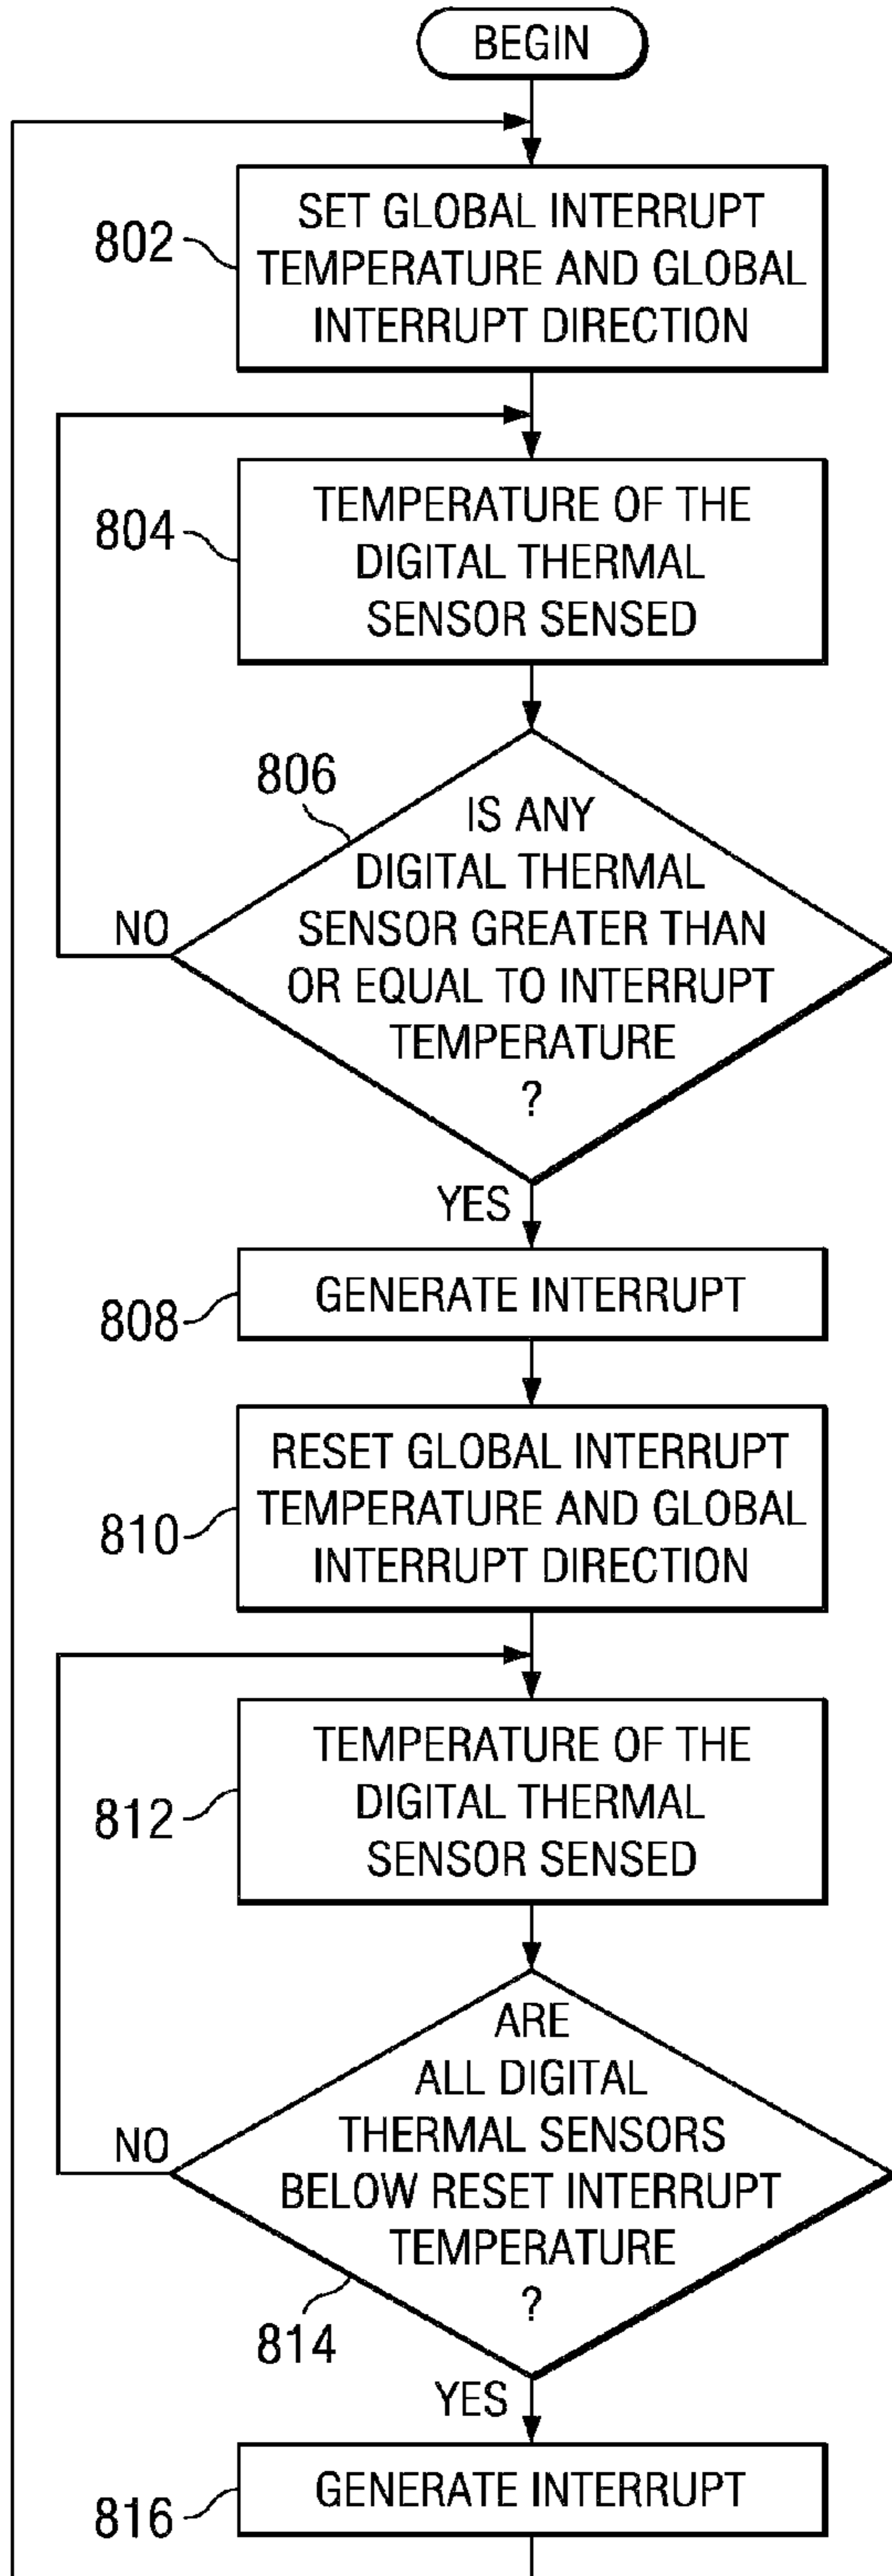 BEGIN
802
SET GLOBAL INTERRUPT
TEMPERATURE AND GLOBAL
INTERRUPT DIRECTION
804
TEMPERATURE OF THE
DIGITAL THERMAL
SENSOR SENSED
806
IS ANY
DIGITAL THERMAL
SENSOR GREATER THAN
OR EQUAL TO INTERRUPT
TEMPERATURE
?
NO
YES
808
GENERATE INTERRUPT
810
RESET GLOBAL INTERRUPT
TEMPERATURE AND GLOBAL
INTERRUPT DIRECTION
812
TEMPERATURE OF THE
DIGITAL THERMAL
SENSOR SENSED
ARE
ALL DIGITAL
THERMAL SENSORS
BELOW RESET INTERRUPT
TEMPERATURE
?
NO
814
YES
816
GENERATE INTERRUPT